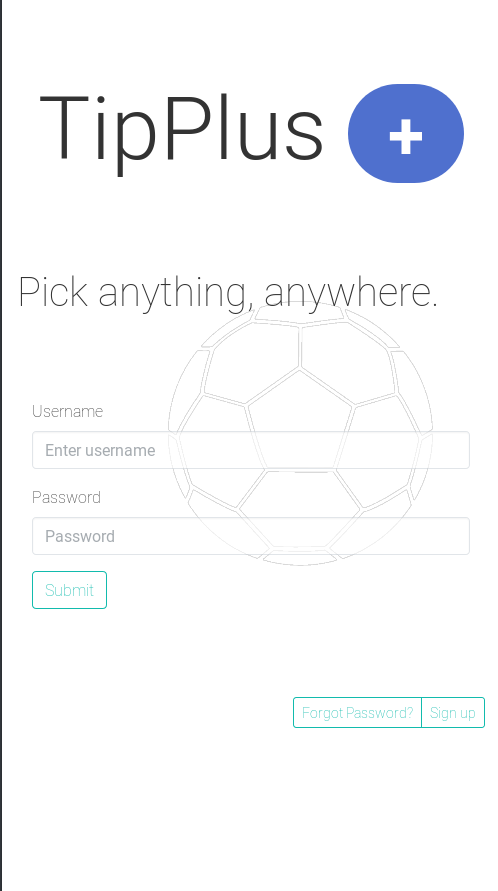 TipPlus +
Pick anything, anywhere.
Username
Enter username
Password
Password
Submit
Forgot Password? Sign up